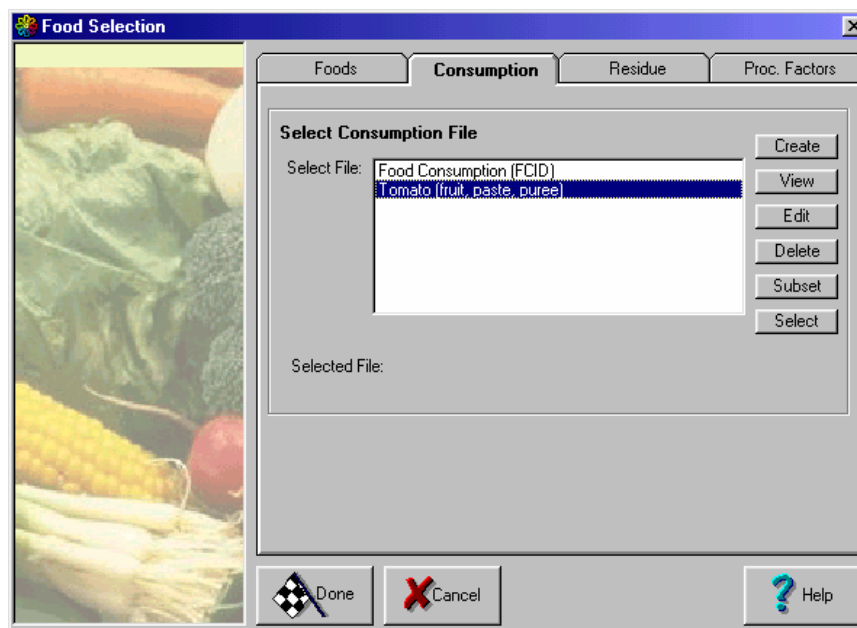 Food Selection
Foods
Consumption
Residue
Proc. Factors
Select Consumption File
Select File:
Food Consumption (FCID)
Tomato (fruit, paste, puree)
Create
View
Edit
Delete
Subset
Select
Selected File:
Done
Cancel
Help